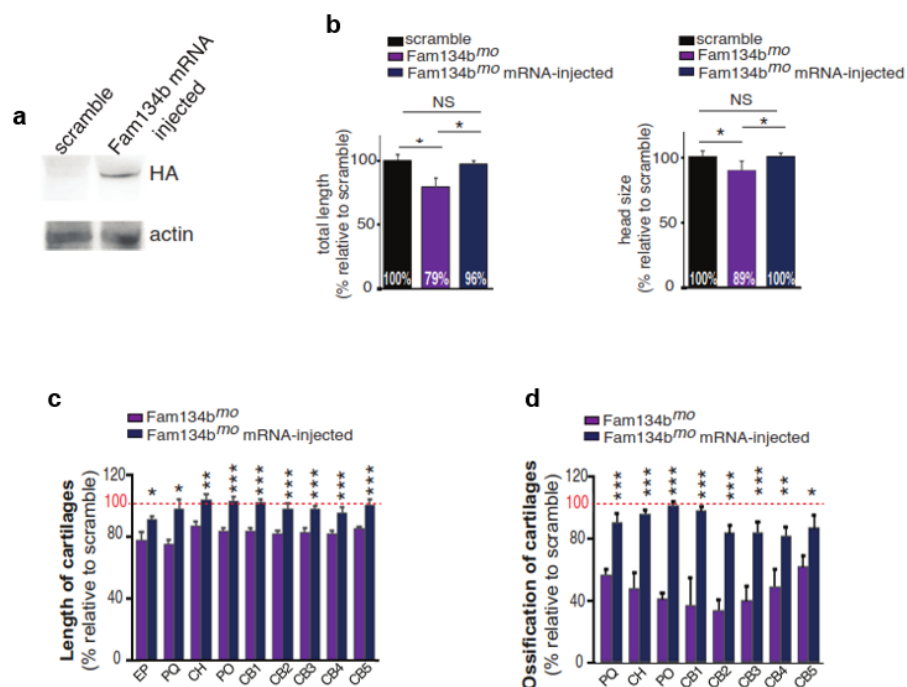 a
scramble
Fam134b mRNA
injected
HA
actin
b
scramble
Fam134b mo
Fam134b mo mRNA-injected
NS
* *
100
50
0
total length
(% relative to scramble)
100% 79% 96%
scramble
Fam134b mo
Fam134b mo mRNA-injected
NS
* *
100
50
0
head size
(% relative to scramble)
100% 89% 100%
c
Fam134b mo
Fam134b mo mRNA-injected
Length of cartilages
(% relative to scramble)
120
100
80
40
0
* * ** *** *** *** *** *** ***
EP PQ CH PO CB1 CB2 CB3 CB4 CB5
d
Fam134b mo
Fam134b mo mRNA-injected
Ossification of cartilages
(% relative to scramble)
120
100
80
40
0
*** *** *** *** *** *** ** *
PQ CH PO CB1 CB2 CB3 CB4 CB5